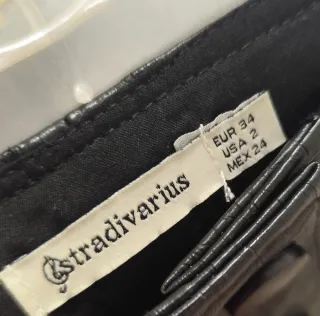 stradivarius
EUR 34
USA 2
MEX 24